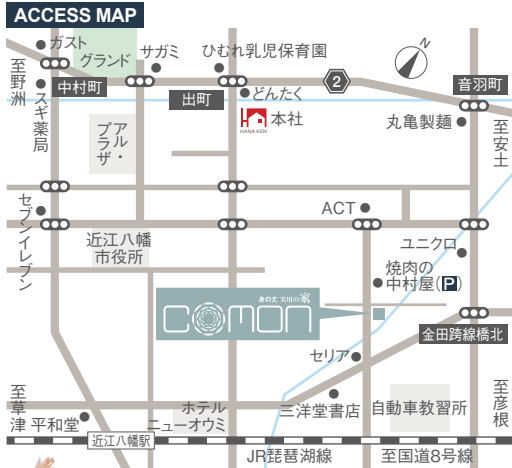 ACCESS MAP
ガスト
グランド
サガミ
ひむれ乳児保育園
N
至野洲
中村町
出町
どんたく
2
音羽町
スギ薬局
アル・
プラザ
HANA KEN
本社
丸亀製麺
至安土
セブンイレブン
ACT
近江八幡
市役所
ユニクロ
焼肉の
中村屋(P)
身の丈 実用の家
COMON
金田跨線橋北
セリア
至草津
平和堂
ホテル
ニューオウミ
三洋堂書店
自動車教習所
至彦根
近江八幡駅
JR琵琶湖線
至国道8号線